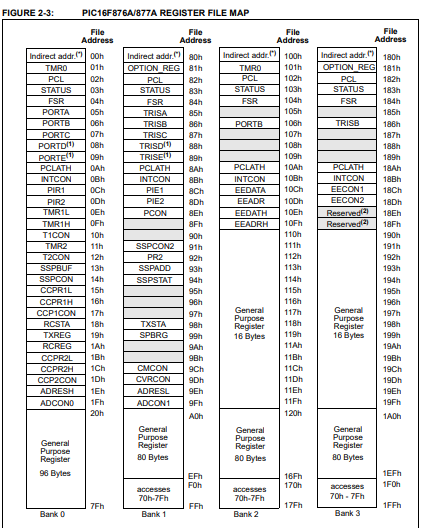 FIGURE 2-3: PIC16F876A/877A REGISTER FILE MAP
File Address File Address File Address File Address
Indirect addr.(*) 00h Indirect addr.(*) 80h Indirect addr.(*) 100h Indirect addr.(*) 180h
TMR0 01h OPTION_REG 81h TMR0 101h OPTION_REG 181h
PCL 02h PCL 82h PCL 102h PCL 182h
STATUS 03h STATUS 83h STATUS 103h STATUS 183h
FSR 04h FSR 84h FSR 104h FSR 184h
PORTA 05h TRISA 85h 105h 185h
PORTB 06h TRISB 86h PORTB 106h TRISB 186h
PORTC 07h TRISC 87h 107h 187h
PORTD(1) 08h TRISD(1) 88h 108h 188h
PORTE(1) 09h TRISE(1) 89h 109h 189h
PCLATH 0Ah PCLATH 8Ah PCLATH 10Ah PCLATH 18Ah
INTCON 0Bh INTCON 8Bh INTCON 10Bh INTCON 18Bh
PIR1 0Ch PIE1 8Ch EEDATA 10Ch EECON1 18Ch
PIR2 0Dh PIE2 8Dh EEADR 10Dh EECON2 18Dh
TMR1L 0Eh PCON 8Eh EEDATH 10Eh Reserved(2) 18Eh
TMR1H 0Fh 8Fh EEADRH 10Fh Reserved(2) 18Fh
T1CON 10h 90h 110h 190h
TMR2 11h SSPCON2 91h 111h 191h
T2CON 12h PR2 92h 112h 192h
SSPBUF 13h SSPADD 93h 113h 193h
SSPCON 14h SSPSTAT 94h 114h 194h
CCPR1L 15h 95h 115h 195h
CCPR1H 16h 96h 116h 196h
CCP1CON 17h 97h General Purpose Register 16 Bytes 117h General Purpose Register 16 Bytes 197h
RCSTA 18h TXSTA 98h 118h 198h
TXREG 19h SPBRG 99h 119h 199h
RCREG 1Ah 9Ah 11Ah 19Ah
CCPR2L 1Bh 9Bh 11Bh 19Bh
CCPR2H 1Ch CMCON 9Ch 11Ch 19Ch
CCP2CON 1Dh CVRCON 9Dh 11Dh 19Dh
ADRESH 1Eh ADRESL 9Eh 11Eh 19Eh
ADCON0 1Fh ADCON1 9Fh 11Fh 19Fh
20h A0h 120h 1A0h
General Purpose Register 96 Bytes General Purpose Register 80 Bytes General Purpose Register 80 Bytes General Purpose Register 80 Bytes
EFh 16Fh 1EFh
accesses 70h-7Fh F0h accesses 70h-7Fh 170h accesses 70h - 7Fh 1F0h
7Fh FFh 17Fh 1FFh
Bank 0 Bank 1 Bank 2 Bank 3